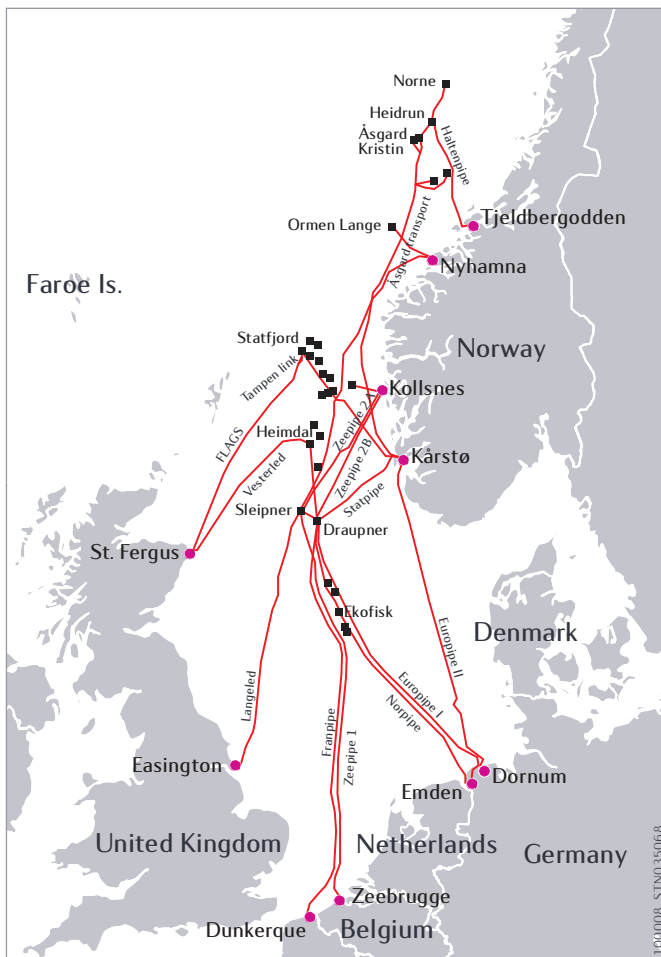 Norne
Heidrun
Åsgard
Kristin
Haltenpipe
Tjeldbergodden
Ormen Lange
Åsgard transport
Nyhamna
Faroe Is.
Statfjord
Norway
Tampen link
Kollsnes
FLAGS
Heimdal
Zeepipe 2A
Vesterled
Zeepipe 2B
Kårstø
Statpipe
Sleipner
Draupner
St. Fergus
Ekofisk
Denmark
Europipe II
Langeled
Europipe I
Norpipe
Franpipe
Zeepipe 1
Easington
Dornum
Emden
United Kingdom
Netherlands
Germany
Zeebrugge
Dunkerque
Belgium
100908_STN035068